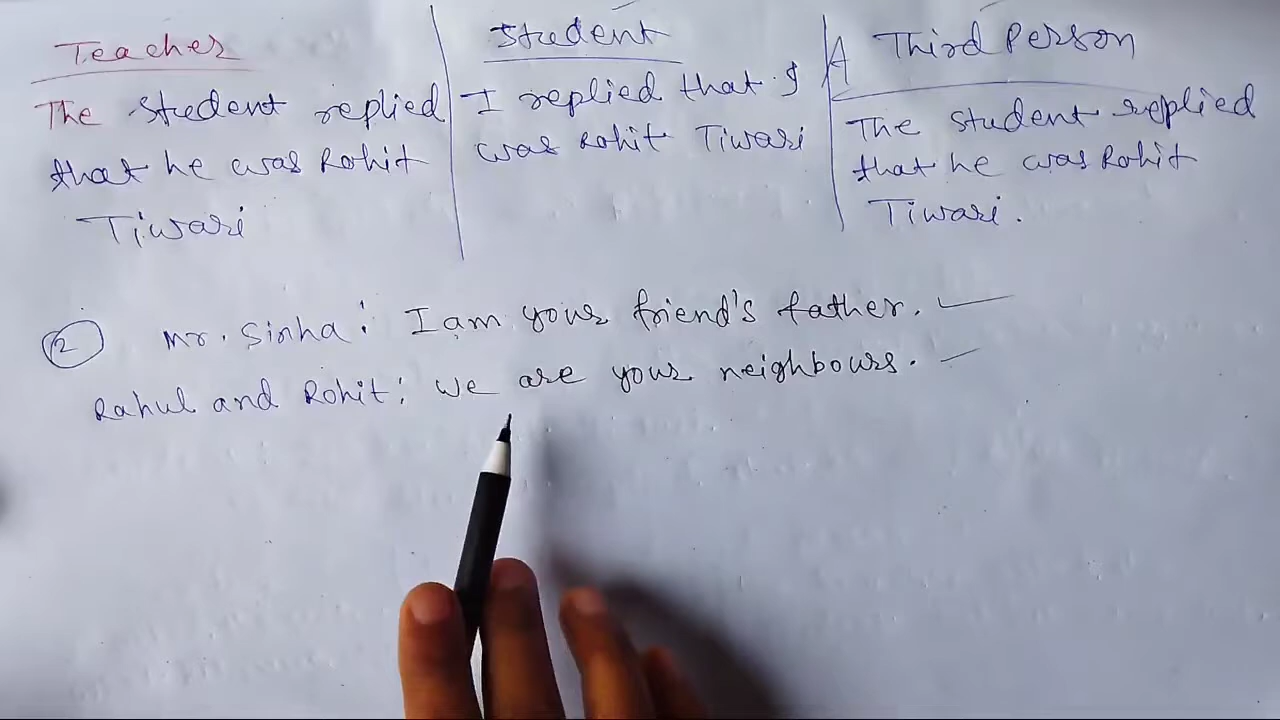 Teacher
The student replied
that he was Rohit
Tiwari
Student
I replied that I
was Rohit Tiwari
A Third Person
The student replied
that he was Rohit
Tiwari.
2 Mr. Sinha: I am your friend's father.
Rahul and Rohit: We are your neighbours.